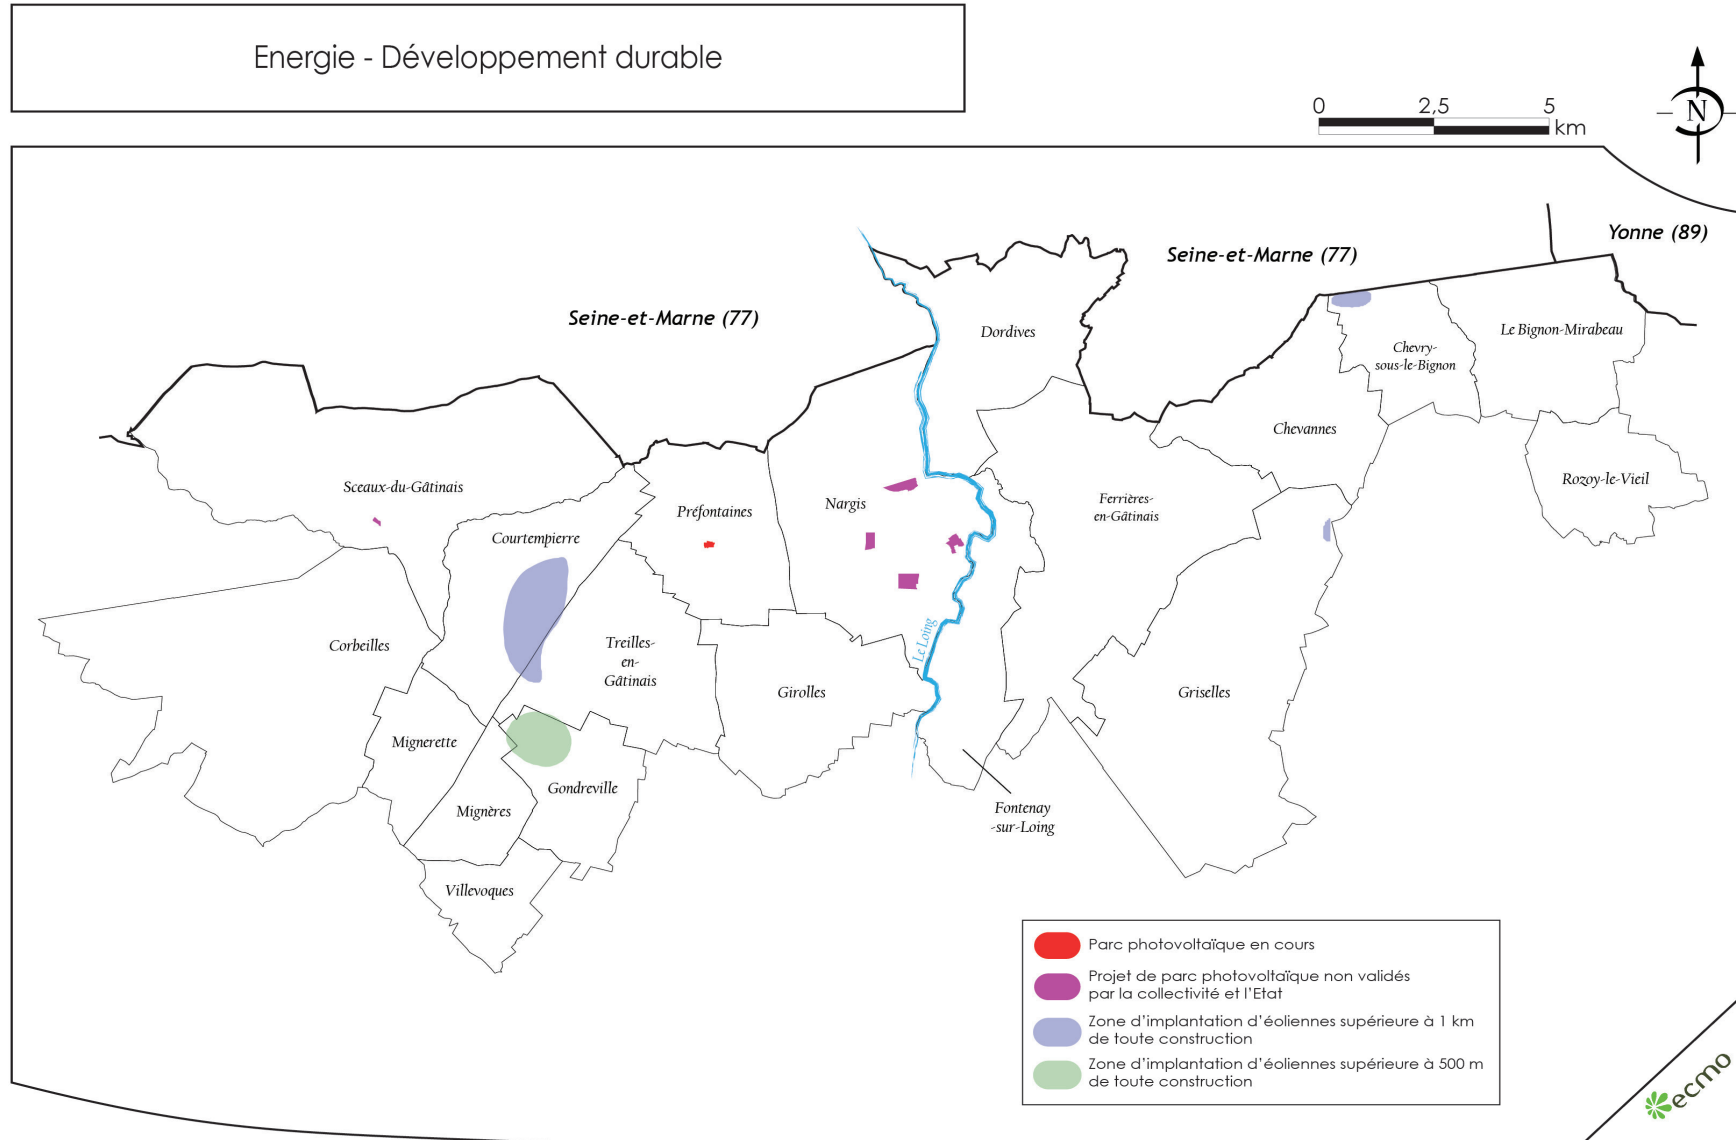 Energie - Développement durable
0 2,5 5
km
N
Yonne (89)
Seine-et-Marne (77)
Seine-et-Marne (77)
Dordives
Le Bignon-Mirabeau
Chevry-
sous-le-Bignon
Chevannes
Sceaux-du-Gâtinais
Rozoy-le-Vieil
Préfontaines
Nargis
Ferrières-
en-Gâtinais
Courtempierre
Corbeilles
Treilles-
en-
Gâtinais
Le Loing
Girolles
Griselles
Mignerette
Gondreville
Mignères
Fontenay
-sur-Loing
Villevoques
Parc photovoltaïque en cours
Projet de parc photovoltaïque non validés
par la collectivité et l'Etat
Zone d'implantation d'éoliennes supérieure à 1 km
de toute construction
Zone d'implantation d'éoliennes supérieure à 500 m
de toute construction
ecmo